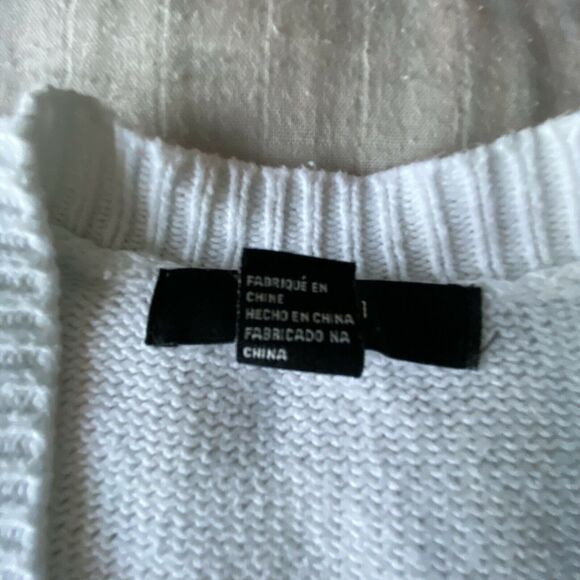 FABRIQUÉ EN
CHINE
HECHO EN CHINA
FABRICADO NA
CHINA